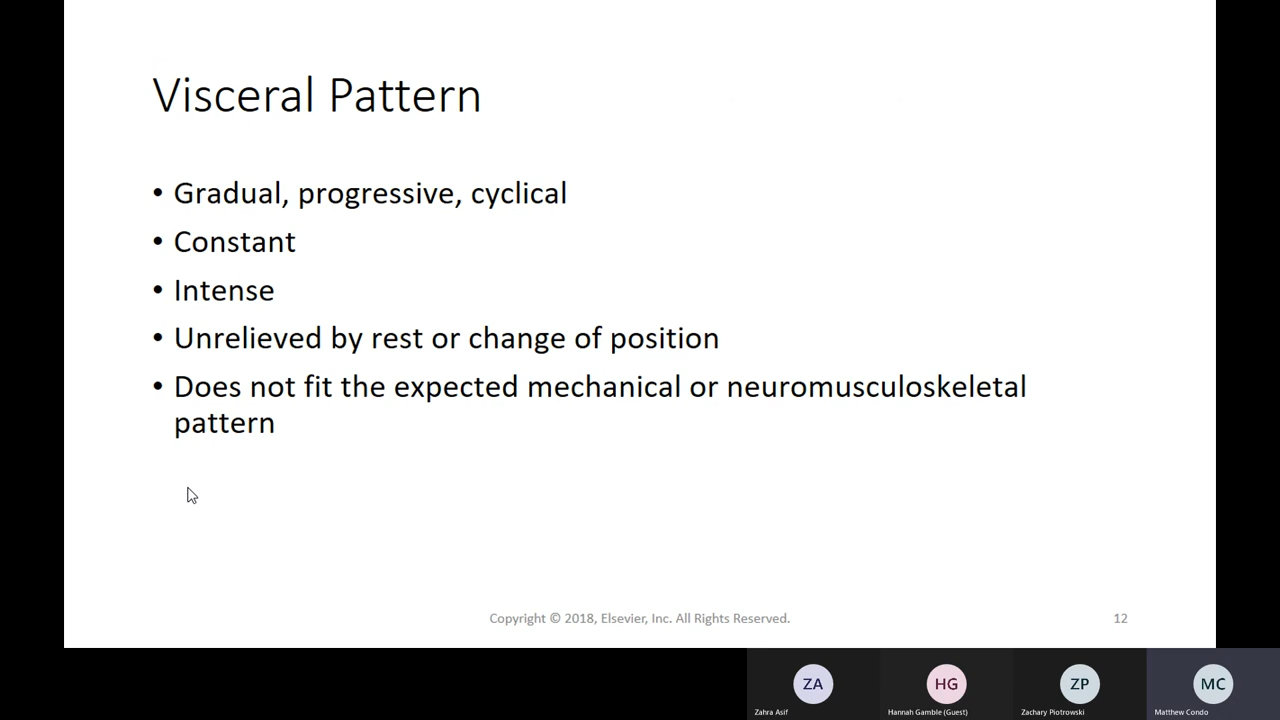 Visceral Pattern
• Gradual, progressive, cyclical
• Constant
• Intense
• Unrelieved by rest or change of position
• Does not fit the expected mechanical or neuromusculoskeletal
pattern
Copyright © 2018, Elsevier, Inc. All Rights Reserved.
12
ZA
HG
ZP
MC
Zahra Asif
Hannah Gamble (Guest)
Zachary Piotrowski
Matthew Condo